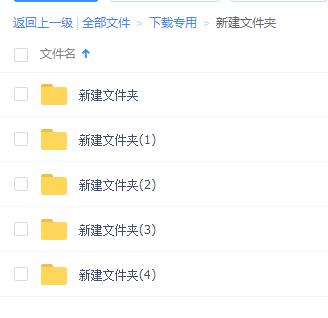 返回上一级 | 全部文件 > 下载专用 > 新建文件夹
文件名 ↑
新建文件夹
新建文件夹(1)
新建文件夹(2)
新建文件夹(3)
新建文件夹(4)